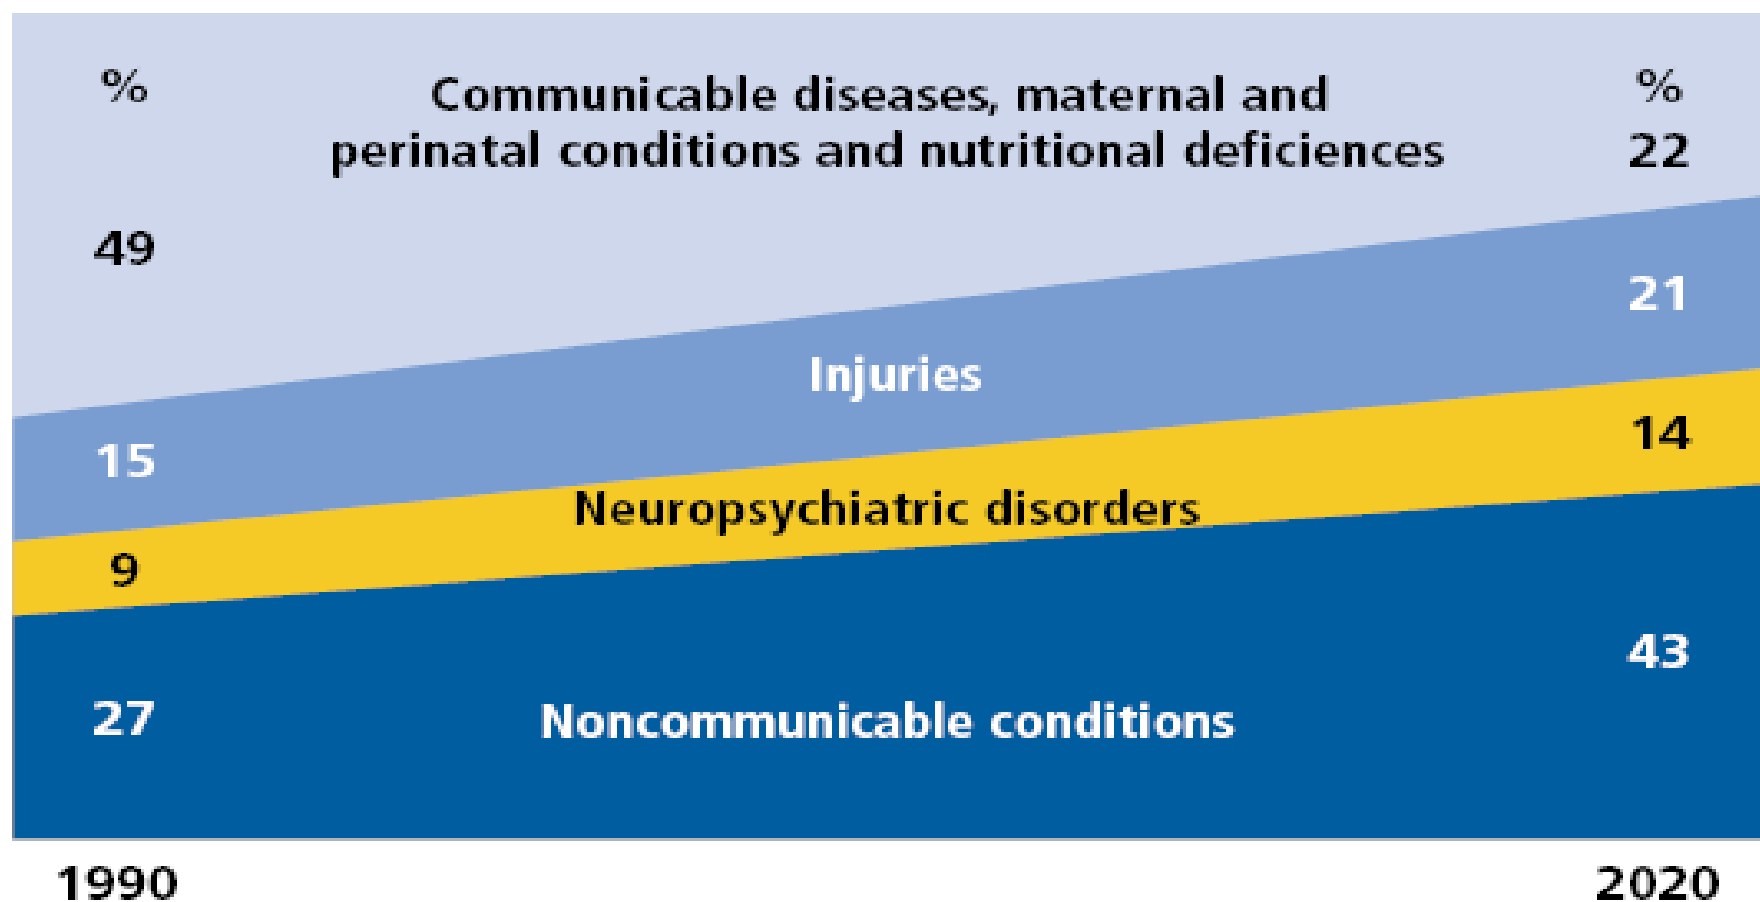 %
Communicable diseases, maternal and
perinatal conditions and nutritional deficiences
%
22
49
21
Injuries
15
14
Neuropsychiatric disorders
9
43
27
Noncommunicable conditions
1990
2020